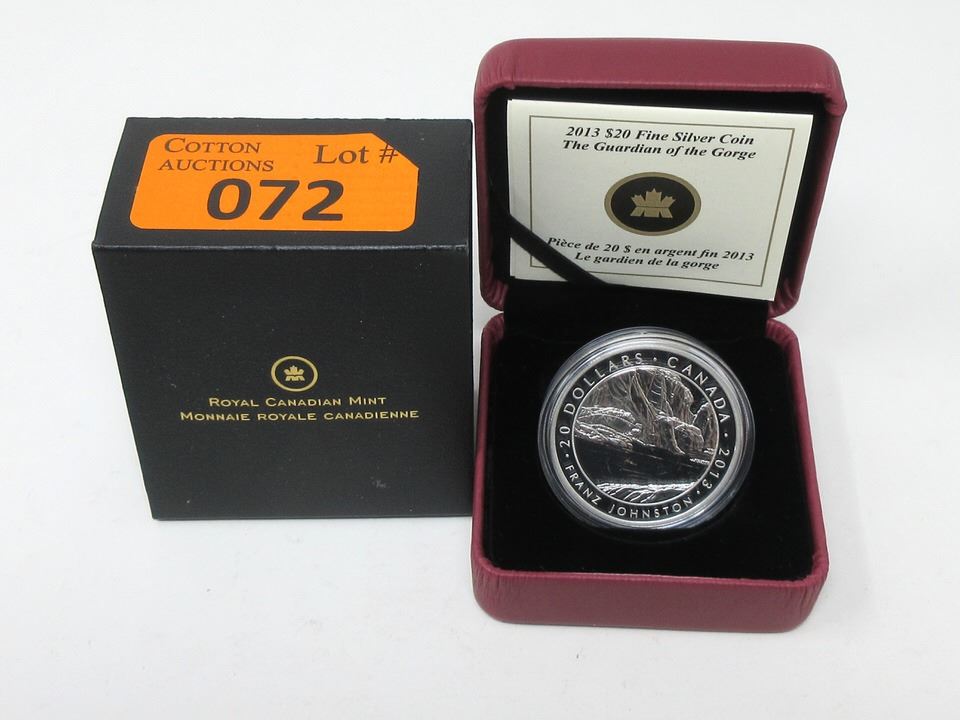 COTTON
AUCTIONS
Lot #
072
ROYAL CANADIAN MINT
MONNAIE ROYALE CANADIENNE
2013 $20 Fine Silver Coin
The Guardian of the Gorge
Pièce de 20 $ en argent fin 2013
Le gardien de la gorge
20 DOLLARS · CANADA · 2013 ·
FRANZ JOHNSTON ·